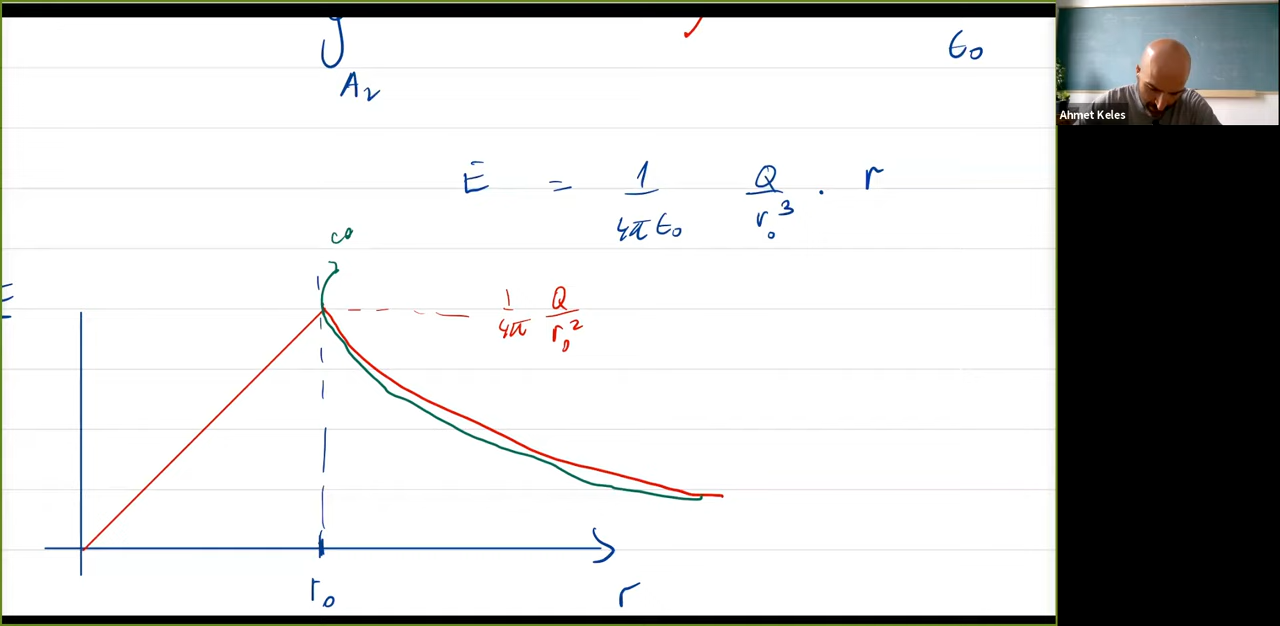 ∮
A₂
ϵ₀
Ahmet Keles
E = 1/4πϵ₀ Q/r₀³ · r
E
1/4π Q/r₀²
r₀
r